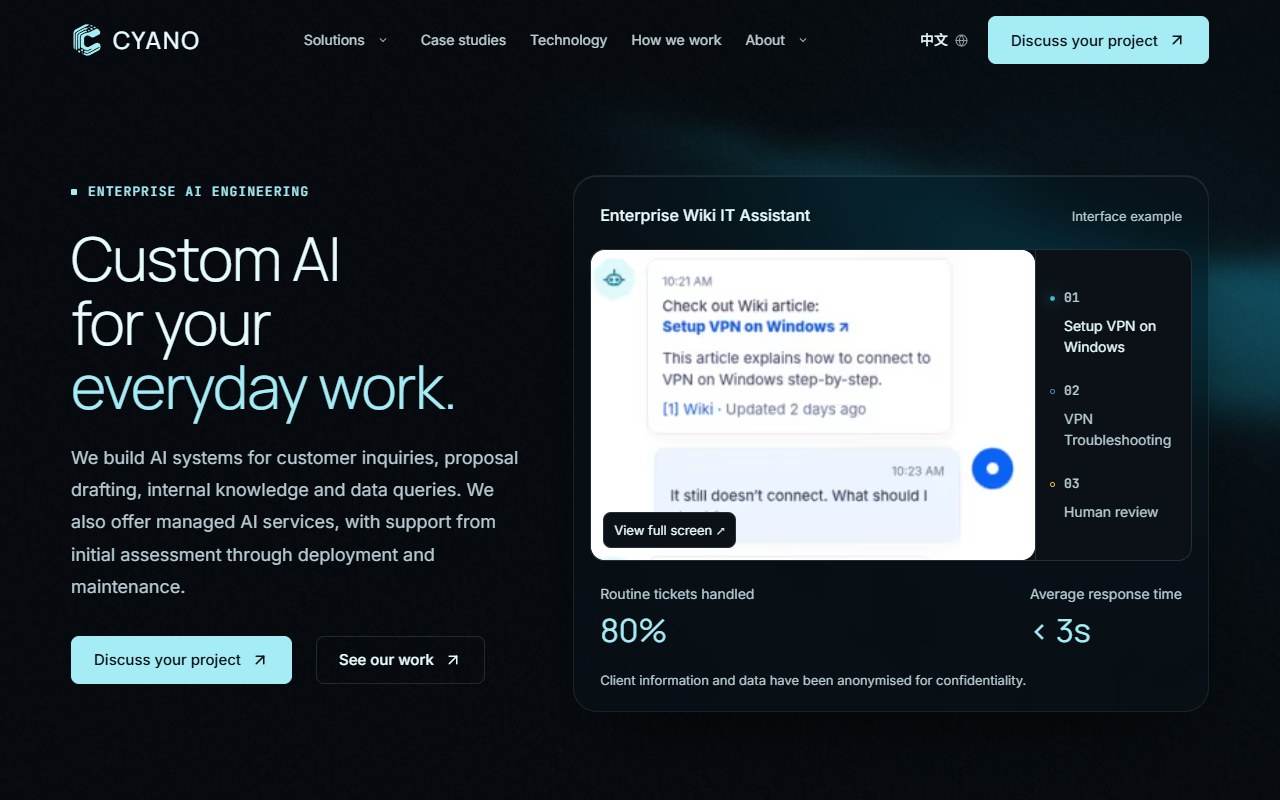 CYANO
Solutions
Case studies
Technology
How we work
About
中文
Discuss your project
ENTERPRISE AI ENGINEERING
Custom AI
for your
everyday work.
We build AI systems for customer inquiries, proposal
drafting, internal knowledge and data queries. We
also offer managed AI services, with support from
initial assessment through deployment and
maintenance.
Discuss your project
See our work
Enterprise Wiki IT Assistant
Interface example
10:21 AM
Check out Wiki article:
Setup VPN on Windows
This article explains how to connect to
VPN on Windows step-by-step.
[1] Wiki · Updated 2 days ago
10:23 AM
It still doesn't connect. What should I
View full screen
01
Setup VPN on
Windows
02
VPN
Troubleshooting
03
Human review
Routine tickets handled
80%
Average response time
< 3s
Client information and data have been anonymised for confidentiality.